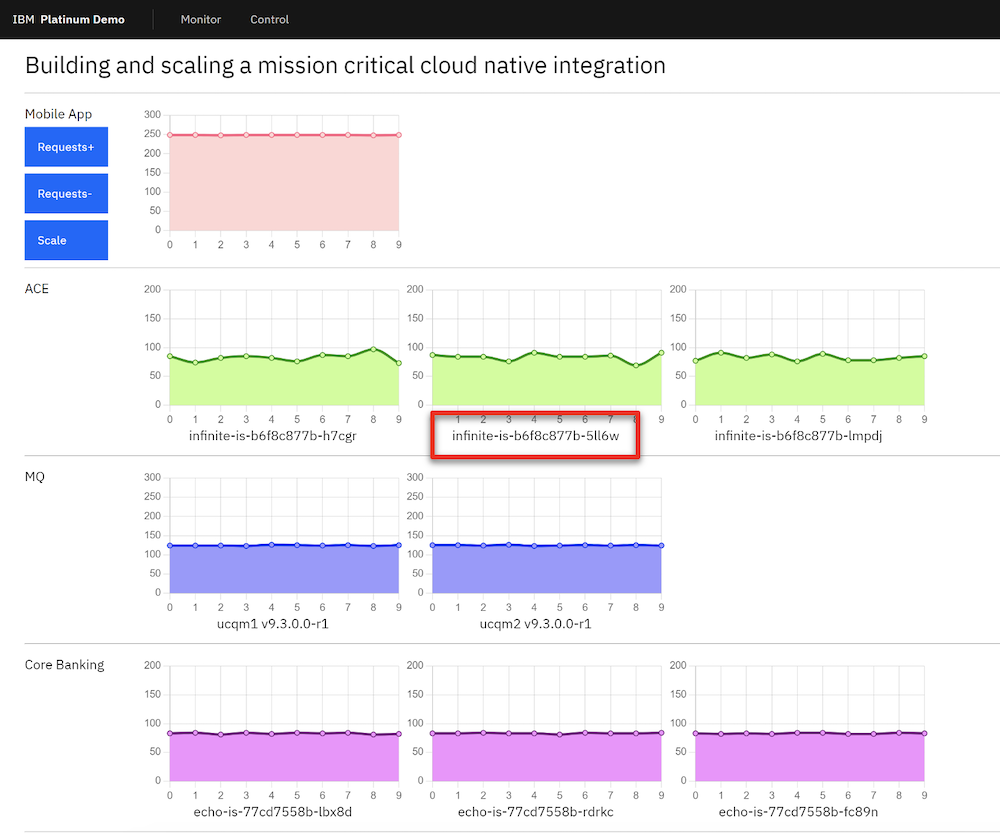 IBM Platinum Demo Monitor Control
Building and scaling a mission critical cloud native integration
Mobile App
Requests+
Requests-
Scale
300
250
200
150
100
50
0
0 1 2 3 4 5 6 7 8 9
ACE
200
150
100
50
0
0 1 2 3 4 5 6 7 8 9
infinite-is-b6f8c877b-h7cgr
200
150
100
50
0
1 2 3 4 5 6 7 8 9
infinite-is-b6f8c877b-5ll6w
200
150
100
50
0
0 1 2 3 4 5 6 7 8 9
infinite-is-b6f8c877b-lmpdj
MQ
300
250
200
150
100
50
0
0 1 2 3 4 5 6 7 8 9
ucqm1 v9.3.0.0-r1
300
250
200
150
100
50
0
0 1 2 3 4 5 6 7 8 9
ucqm2 v9.3.0.0-r1
Core Banking
200
150
100
50
0
0 1 2 3 4 5 6 7 8 9
echo-is-77cd7558b-lbx8d
200
150
100
50
0
0 1 2 3 4 5 6 7 8 9
echo-is-77cd7558b-rdrkc
200
150
100
50
0
0 1 2 3 4 5 6 7 8 9
echo-is-77cd7558b-fc89n